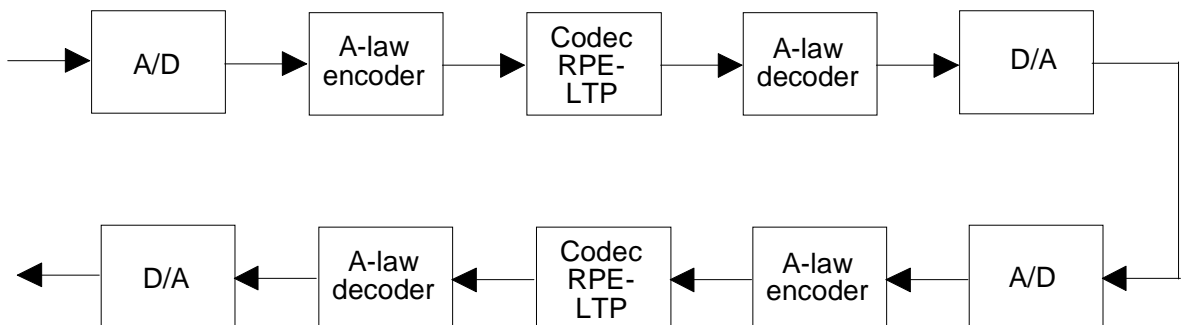 A/D
A-law
encoder
Codec
RPE-
LTP
A-law
decoder
D/A
D/A
A-law
decoder
Codec
RPE-
LTP
A-law
encoder
A/D